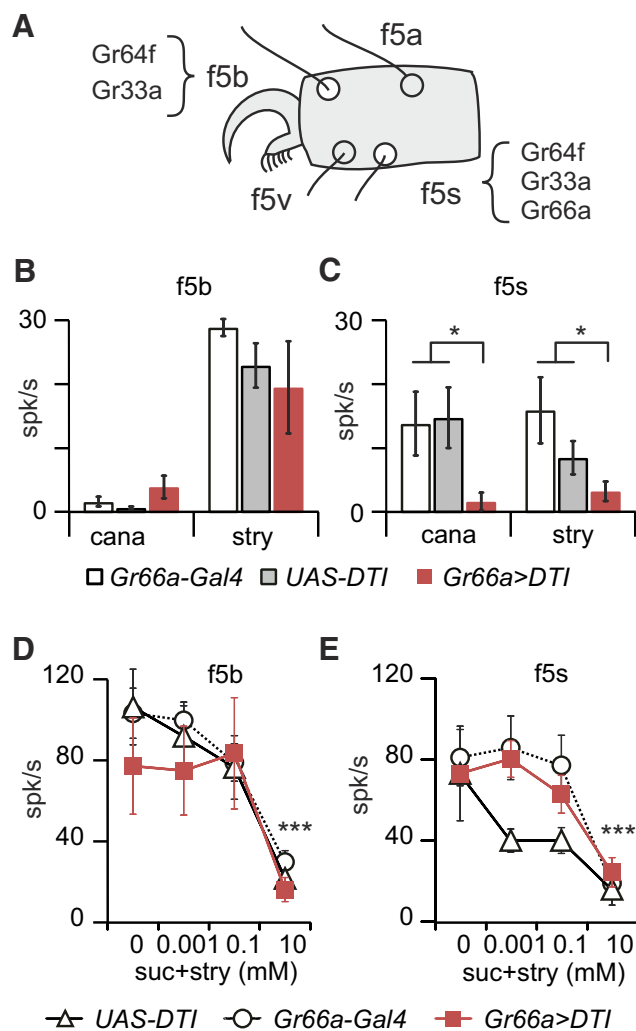 A
Gr64f
Gr33a
f5b
f5a
f5v
f5s
Gr64f
Gr33a
Gr66a
B
f5b
30
spk/s
0
cana
stry
C
f5s
30
spk/s
0
*
*
cana
stry
Gr66a-Gal4
UAS-DTI
Gr66a>DTI
D
f5b
120
80
40
0
spk/s
***
0
0.001
0.1
10
suc+stry (mM)
E
f5s
120
80
40
0
spk/s
***
0
0.001
0.1
10
suc+stry (mM)
UAS-DTI
Gr66a-Gal4
Gr66a>DTI